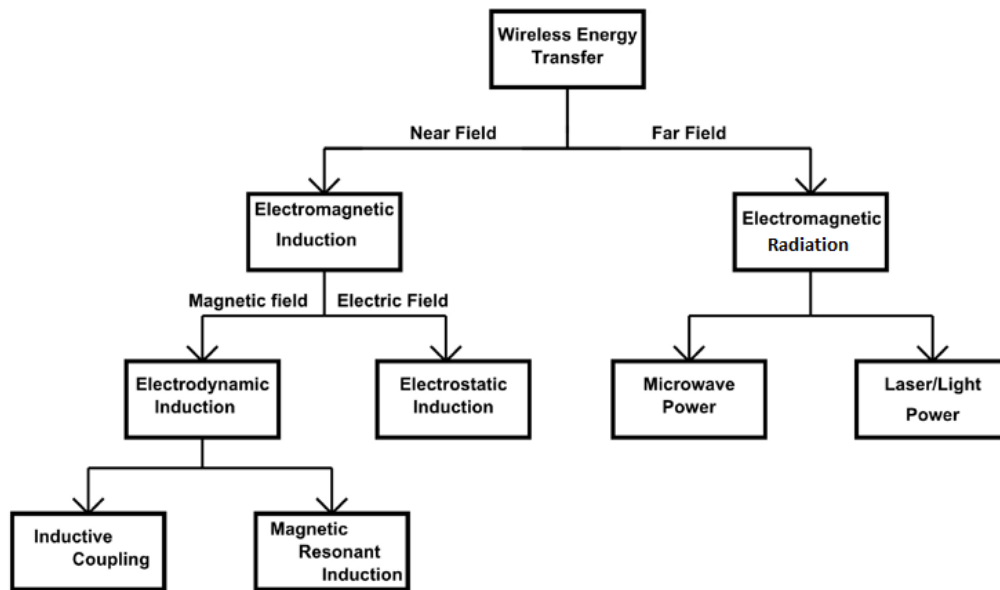 Wireless Energy
Transfer
Near Field
Far Field
Electromagnetic
Induction
Electromagnetic
Radiation
Magnetic field
Electric Field
Electrodynamic
Induction
Electrostatic
Induction
Microwave
Power
Laser/Light
Power
Inductive
Coupling
Magnetic
Resonant
Induction